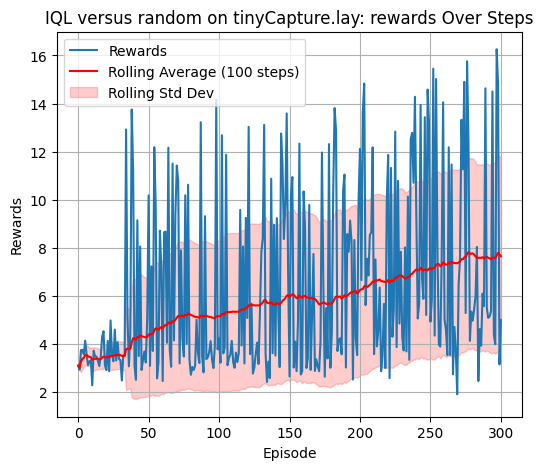 IQL versus random on tinyCapture.lay: rewards Over Steps
Rewards
Rolling Average (100 steps)
Rolling Std Dev
16
14
12
10
8
6
4
2
Rewards
0
50
100
150
200
250
300
Episode